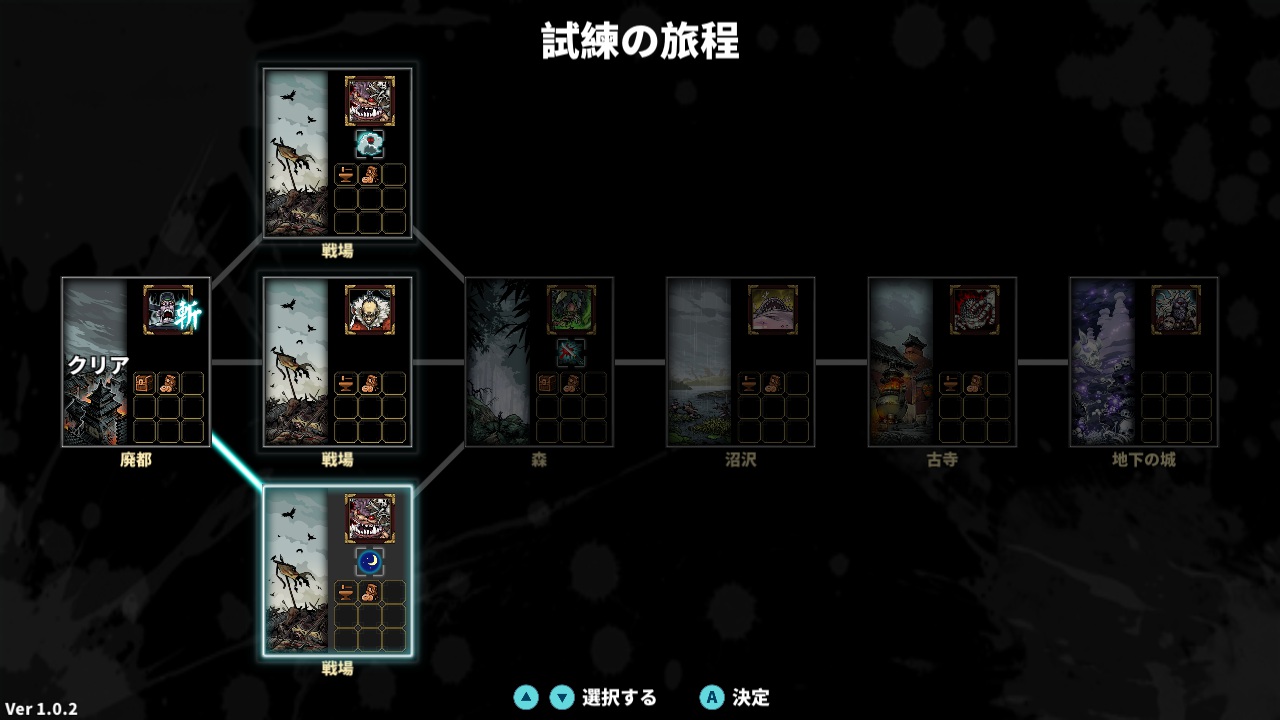 試練の旅程
戦場
斬
クリア
廃都
戦場
森
沼沢
古寺
地下の城
戦場
選択する
A 決定
Ver 1.0.2